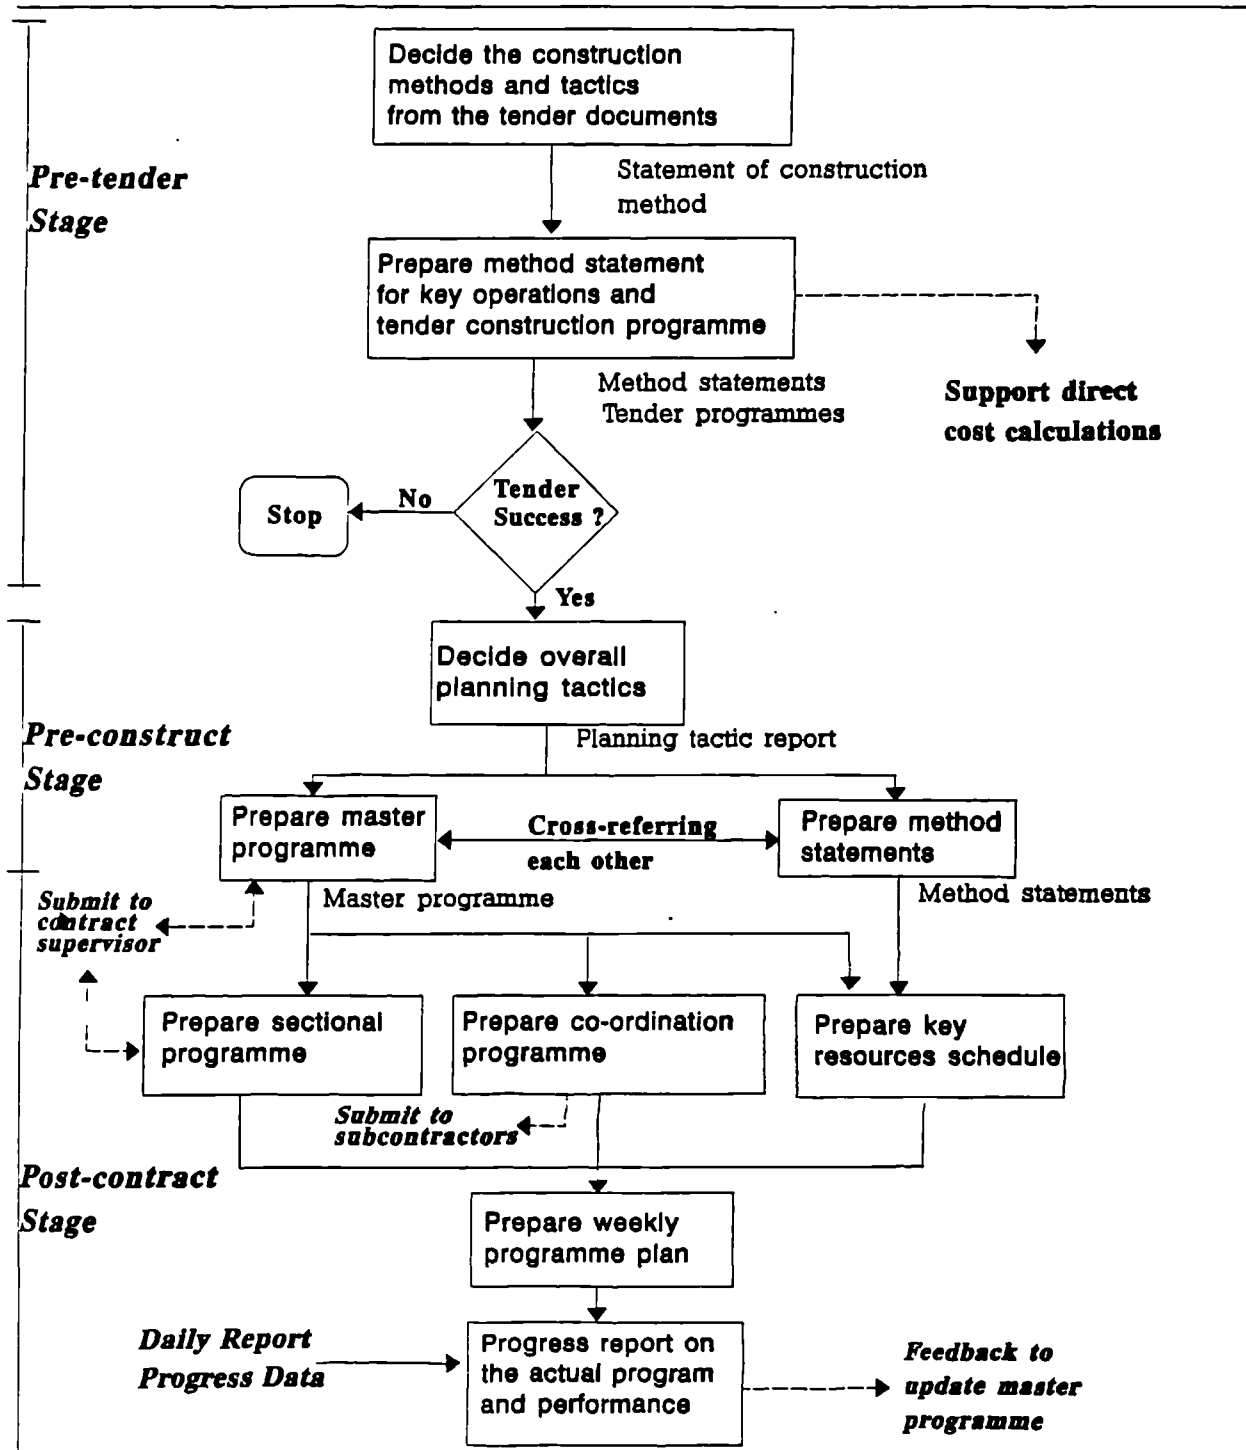 Decide the construction
methods and tactics
from the tender documents
Pre-tender
Stage
Statement of construction
method
Prepare method statement
for key operations and
tender construction programme
Method statements
Tender programmes
Support direct
cost calculations
Tender
Success ?
No
Stop
Yes
Decide overall
planning tactics
Pre-construct
Stage
Planning tactic report
Prepare master
programme
Cross-referring
each other
Prepare method
statements
Submit to
contract
supervisor
Master programme
Method statements
Prepare sectional
programme
Prepare co-ordination
programme
Prepare key
resources schedule
Submit to
subcontractors
Post-contract
Stage
Prepare weekly
programme plan
Daily Report
Progress Data
Progress report on
the actual program
and performance
Feedback to
update master
programme